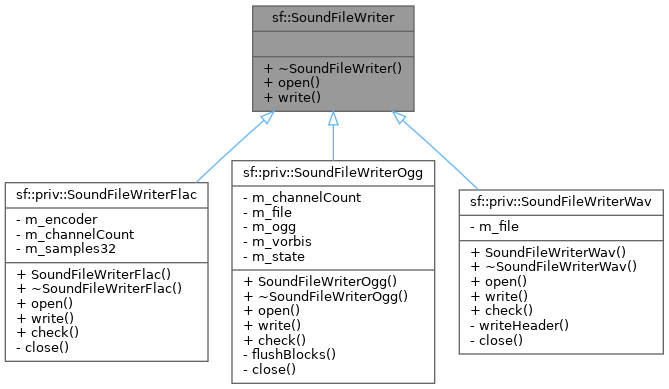 sf::SoundFileWriter
+ ~SoundFileWriter()
+ open()
+ write()
sf::priv::SoundFileWriterFlac
- m_encoder
- m_channelCount
- m_samples32
+ SoundFileWriterFlac()
+ ~SoundFileWriterFlac()
+ open()
+ write()
+ check()
- close()
sf::priv::SoundFileWriterOgg
- m_channelCount
- m_file
- m_ogg
- m_vorbis
- m_state
+ SoundFileWriterOgg()
+ ~SoundFileWriterOgg()
+ open()
+ write()
+ check()
- flushBlocks()
- close()
sf::priv::SoundFileWriterWav
- m_file
+ SoundFileWriterWav()
+ ~SoundFileWriterWav()
+ open()
+ write()
+ check()
- writeHeader()
- close()